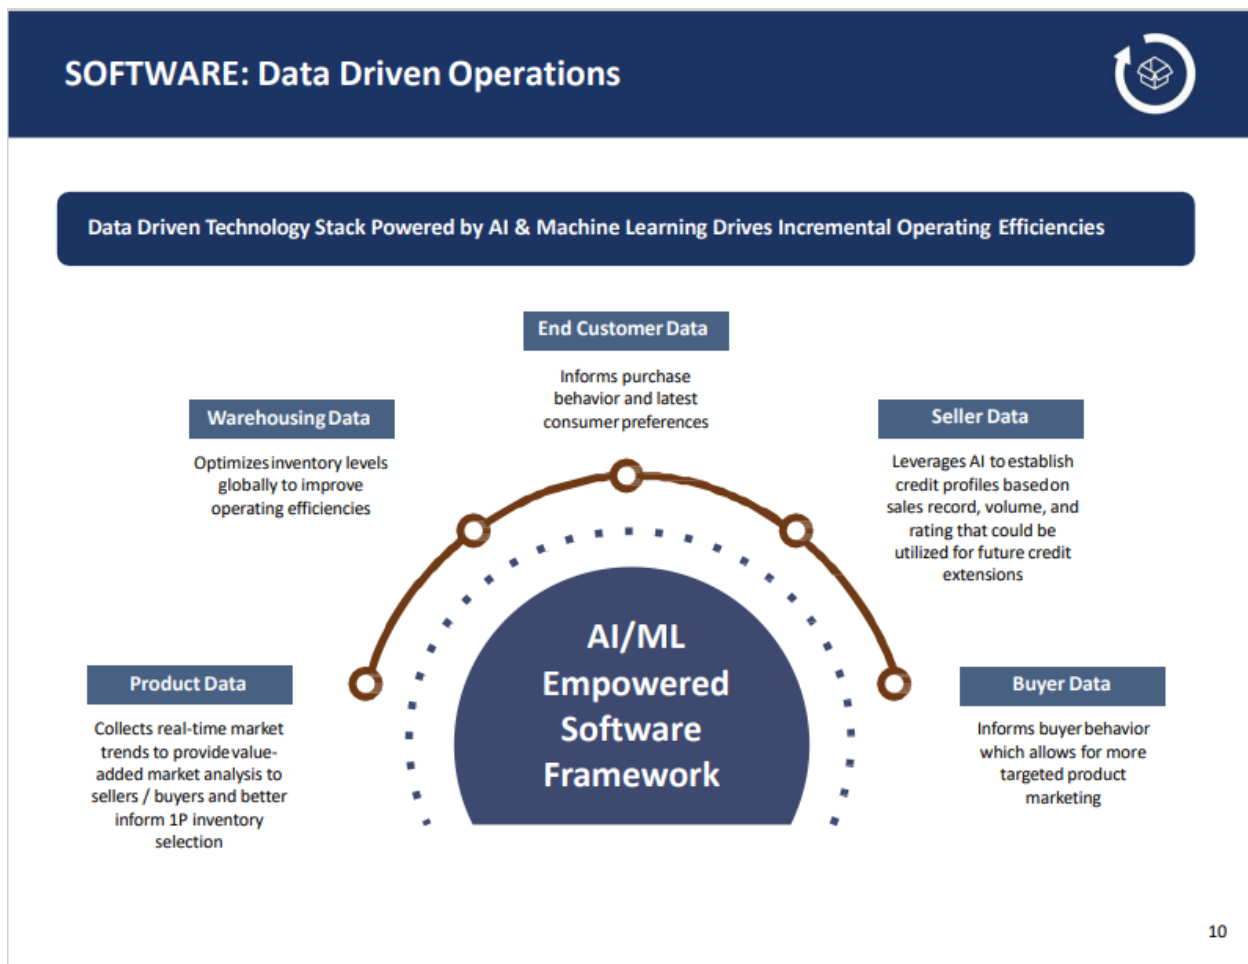 SOFTWARE: Data Driven Operations
Data Driven Technology Stack Powered by AI & Machine Learning Drives Incremental Operating Efficiencies
End Customer Data
Informs purchase
behavior and latest
consumer preferences
Warehousing Data
Optimizes inventory levels
globally to improve
operating efficiencies
Seller Data
Leverages AI to establish
credit profiles based on
sales record, volume, and
rating that could be
utilized for future credit
extensions
AI/ML
Empowered
Software
Framework
Product Data
Collects real-time market
trends to provide value-
added market analysis to
sellers / buyers and better
inform 1P inventory
selection
Buyer Data
Informs buyer behavior
which allows for more
targeted product
marketing
10